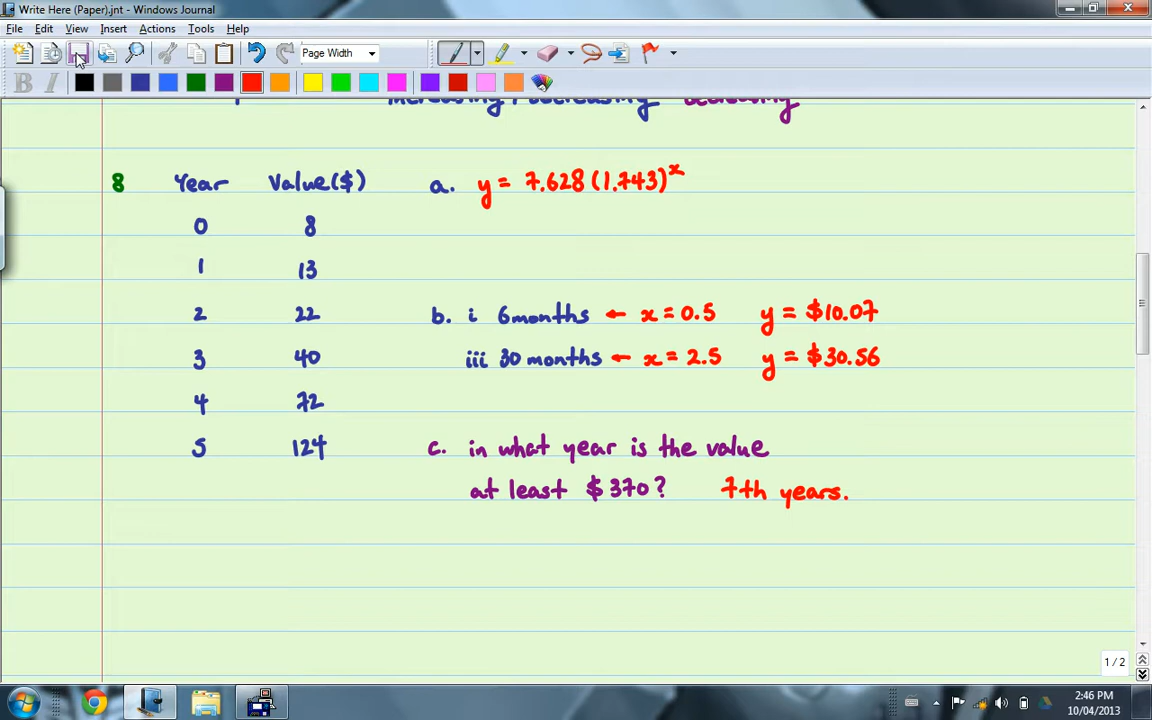 Write Here (Paper).jnt - Windows Journal
File Edit View Insert Actions Tools Help
Page Width
B I
increasing / decreasing
8 Year Value($) a. y = 7.628(1.743)^x
0 8
1 13
2 22 b. i 6months ← x = 0.5 y = $10.07
3 40 iii 30 months ← x = 2.5 y = $30.56
4 72
5 124 c. in what year is the value
at least $370? 7th years.
1 / 2
2:46 PM
10/04/2013